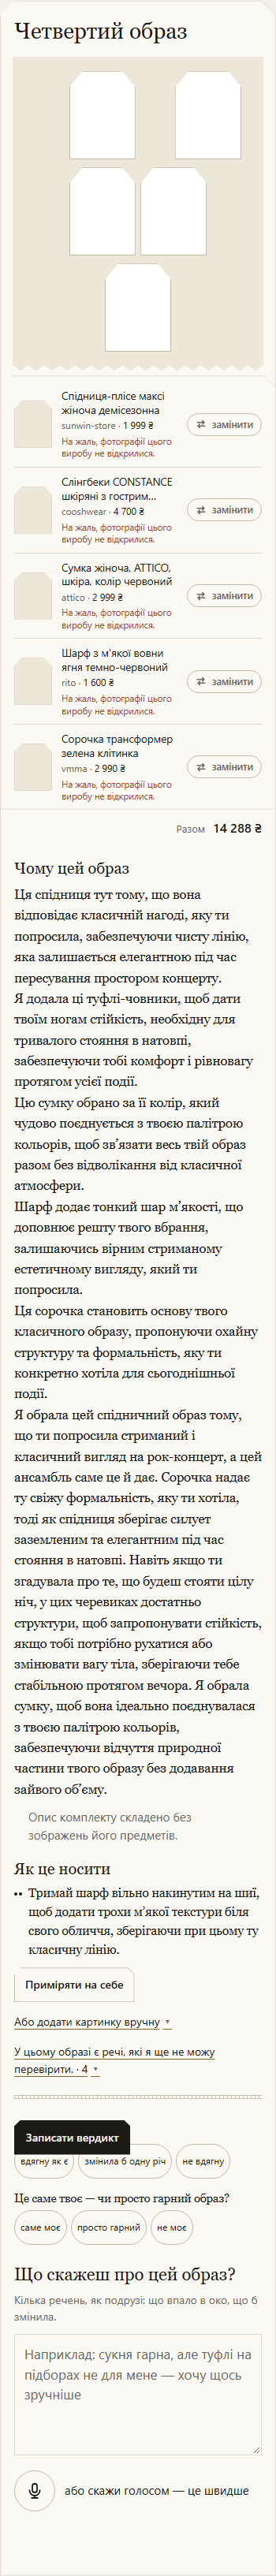 Четвертий образ
Спідниця-плісе максі
жіноча демісезонна
sunwin-store · 1 999 ₴
На жаль, фотографії цього
виробу не відкрилися.
замінити
Слінгбеки CONSTANCE
шкіряні з гострим...
cooshwear · 4 700 ₴
На жаль, фотографії цього
виробу не відкрилися.
замінити
Сумка жіноча, ATTICO,
шкіра, колір червоний
attico · 2 999 ₴
На жаль, фотографії цього
виробу не відкрилися.
замінити
Шарф з м'якої вовни
ягня темно-червоний
rito · 1 600 ₴
На жаль, фотографії цього
виробу не відкрилися.
замінити
Сорочка трансформер
зелена клітинка
vmma · 2 990 ₴
На жаль, фотографії цього
виробу не відкрилися.
замінити
Разом 14 288 ₴
Чому цей образ
Ця спідниця тут тому, що вона
відповідає класичній нагоді, яку ти
попросила, забезпечуючи чисту лінію,
яка залишається елегантною під час
пересування простором концерту.
Я додала ці туфлі-човники, щоб дати
твоїм ногам стійкість, необхідну для
тривалого стояння в натовпі,
забезпечуючи тобі комфорт і рівновагу
протягом усієї події.
Цю сумку обрано за її колір, який
чудово поєднується з твоєю палітрою
кольорів, щоб зв'язати весь твій образ
разом без відволікання від класичної
атмосфери.
Шарф додає тонкий шар м'якості, що
доповнює решту твого вбрання,
залишаючись вірним стриманому
естетичному вигляду, який ти
попросила.
Ця сорочка становить основу твого
класичного образу, пропонуючи охайну
структуру та формальність, яку ти
конкретно хотіла для сьогоднішньої
події.
Я обрала цей спідничний образ тому,
що ти попросила стриманий і
класичний вигляд на рок-концерт, а цей
ансамбль саме це й дає. Сорочка надає
ту свіжу формальність, яку ти хотіла,
тоді як спідниця зберігає силует
заземленим та елегантним під час
стояння в натовпі. Навіть якщо ти
згадувала про те, що будеш стояти цілу
ніч, у цих черевиках достатньо
структури, щоб запропонувати стійкість,
якщо тобі потрібно рухатися або
змінювати вагу тіла, зберігаючи тебе
стабільною протягом вечора. Я обрала
сумку, щоб вона ідеально поєднувалася
з твоєю палітрою кольорів,
забезпечуючи відчуття природної
частини твого образу без додавання
зайвого об'єму.
Опис комплекту складено без
зображень його предметів.
Як це носити
Тримай шарф вільно накинутим на шиї,
щоб додати трохи м'якої текстури біля
свого обличчя, зберігаючи при цьому ту
класичну лінію.
Приміряти на себе
Або додати картинку вручну
У цьому образі є речі, які я ще не можу
перевірити. · 4
Записати вердикт
вдягну як є
змінила б одну річ
не вдягну
Це саме твоє — чи просто гарний образ?
саме моє
просто гарний
не моє
Що скажеш про цей образ?
Кілька речень, як подрузі: що впало в око, що б
змінила.
Наприклад: сукня гарна, але туфлі на
підборах не для мене — хочу щось
зручніше
або скажи голосом — це швидше